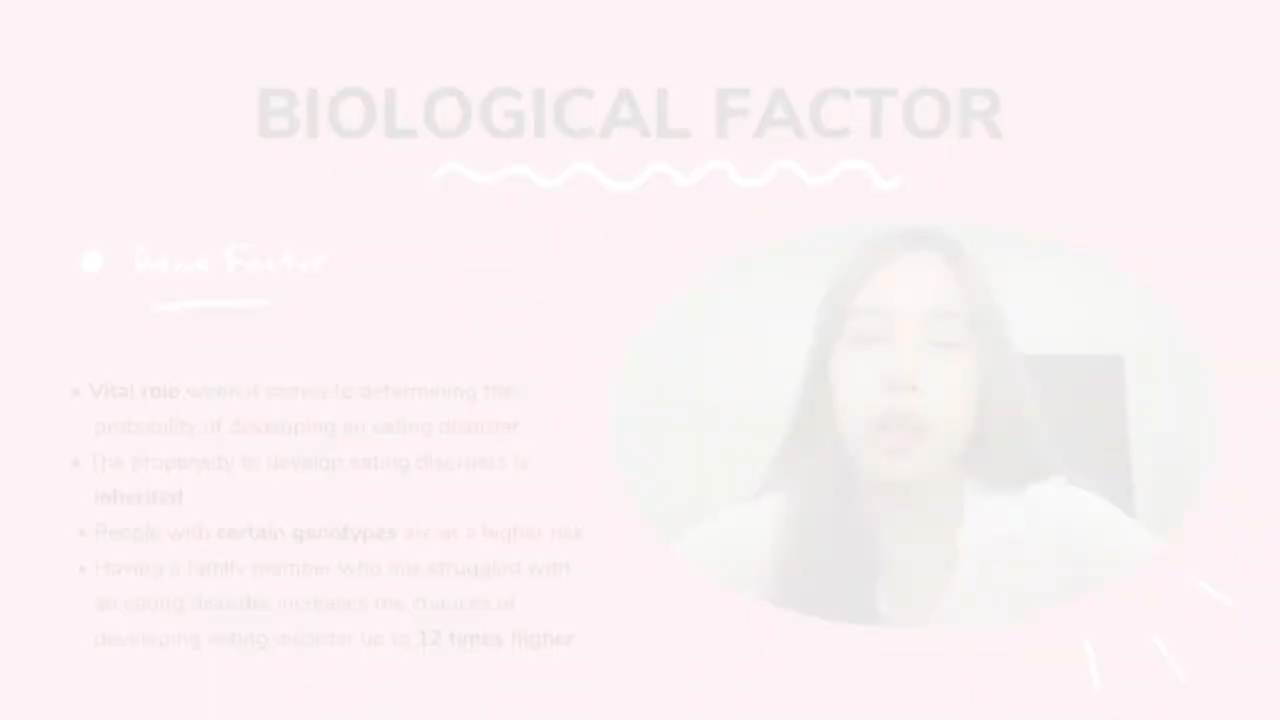 BIOLOGICAL FACTOR
Gene Factor
• Vital role when it comes to determining the
probability of developing an eating disorder
• The propensity to develop eating disorders is
inherited
• People with certain genotypes are at a higher risk
• Having a family member who has struggled with
an eating disorder increases the chances of
developing eating disorder up to 12 times higher